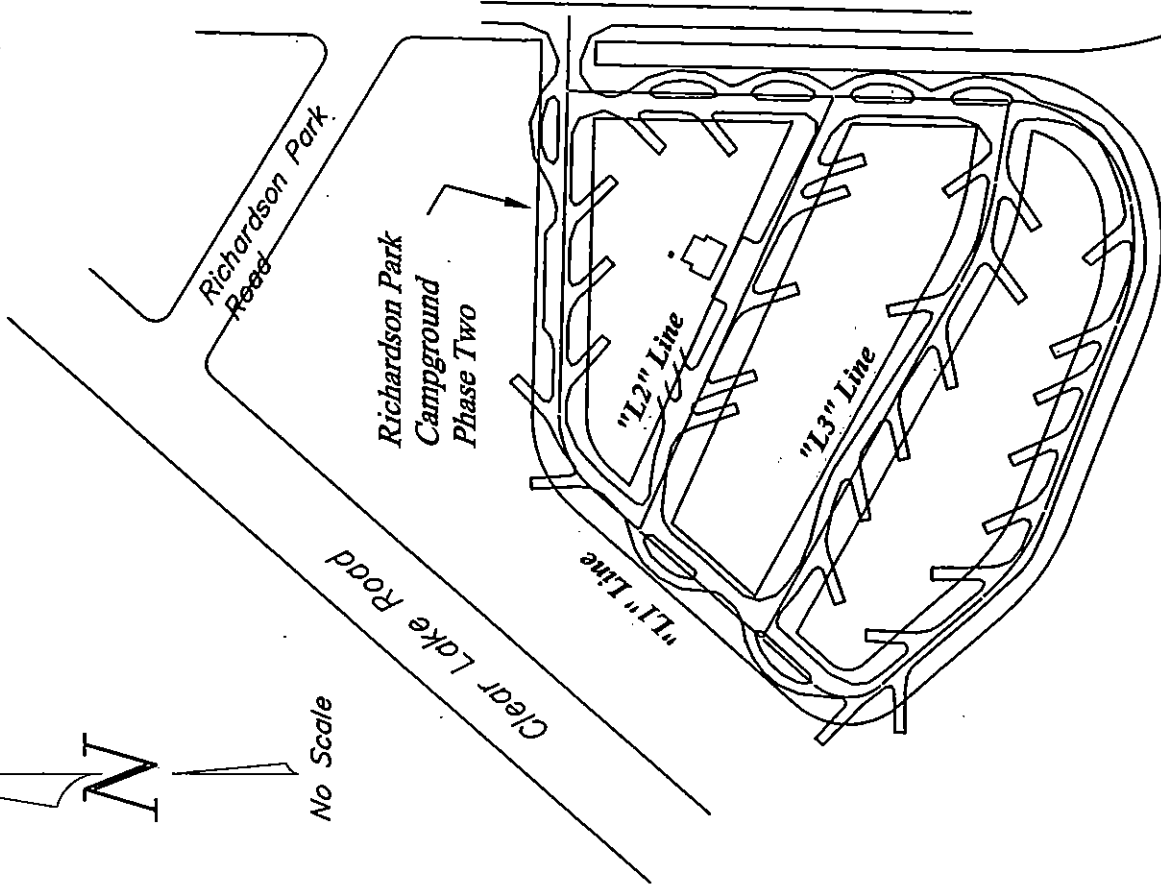 Richardson Park
Road
Richardson Park
Campground
Phase Two
"L2" Line
"L3" Line
"L1" Line
Clear Lake Road
N
No Scale